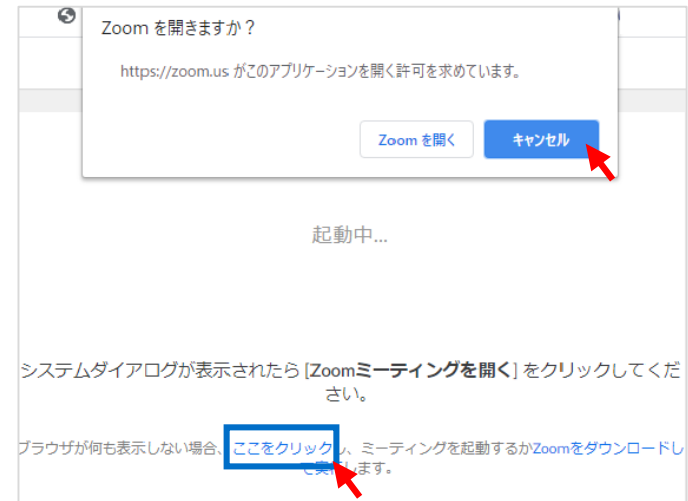 Zoom を開きますか？
https://zoom.us がこのアプリケーションを開く許可を求めています。
Zoom を開く キャンセル
起動中...
システムダイアログが表示されたら [Zoomミーティングを開く] をクリックしてくだ
さい。
ブラウザが何も表示しない場合、ここをクリックし、ミーティングを起動するかZoomをダウンロードし
て実行します。